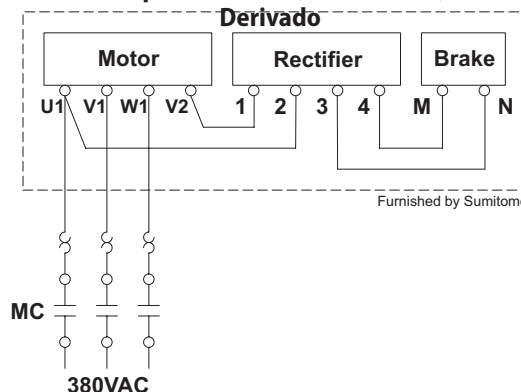 Derivado
Motor Rectifier Brake
U1 V1 W1 V2 1 2 3 4 M N
Furnished by Sumitomo
MC
380VAC